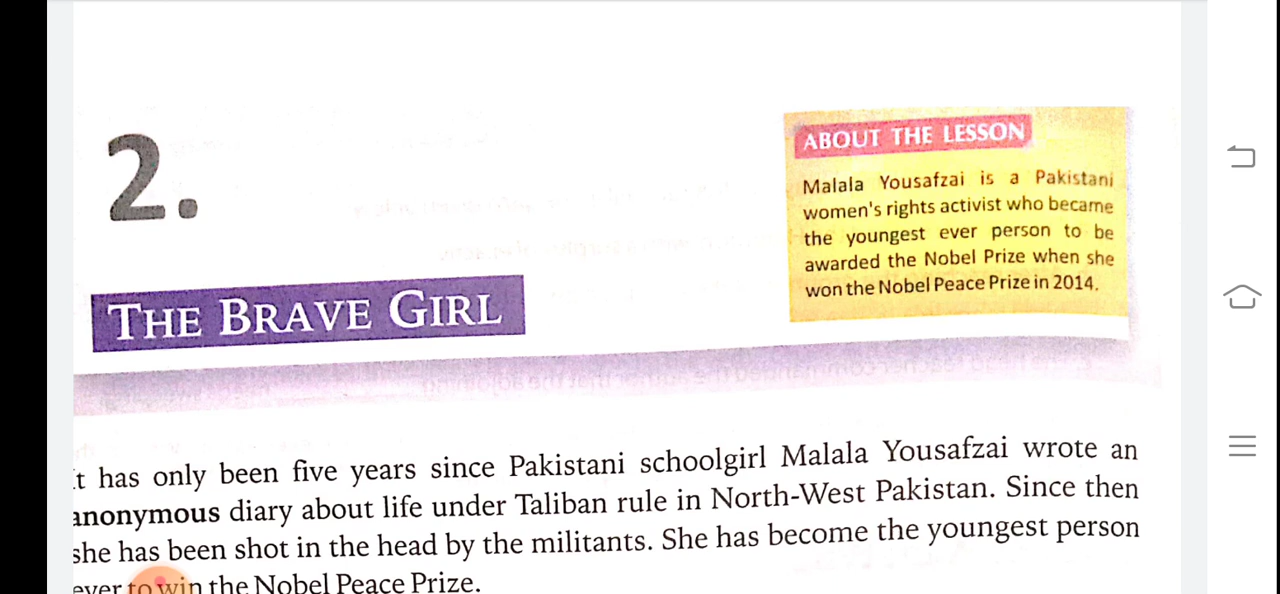 2.
THE BRAVE GIRL
ABOUT THE LESSON
Malala Yousafzai is a Pakistani
women's rights activist who became
the youngest ever person to be
awarded the Nobel Prize when she
won the Nobel Peace Prize in 2014.
t has only been five years since Pakistani schoolgirl Malala Yousafzai wrote an
anonymous diary about life under Taliban rule in North-West Pakistan. Since then
she has been shot in the head by the militants. She has become the youngest person
ever to win the Nobel Peace Prize.